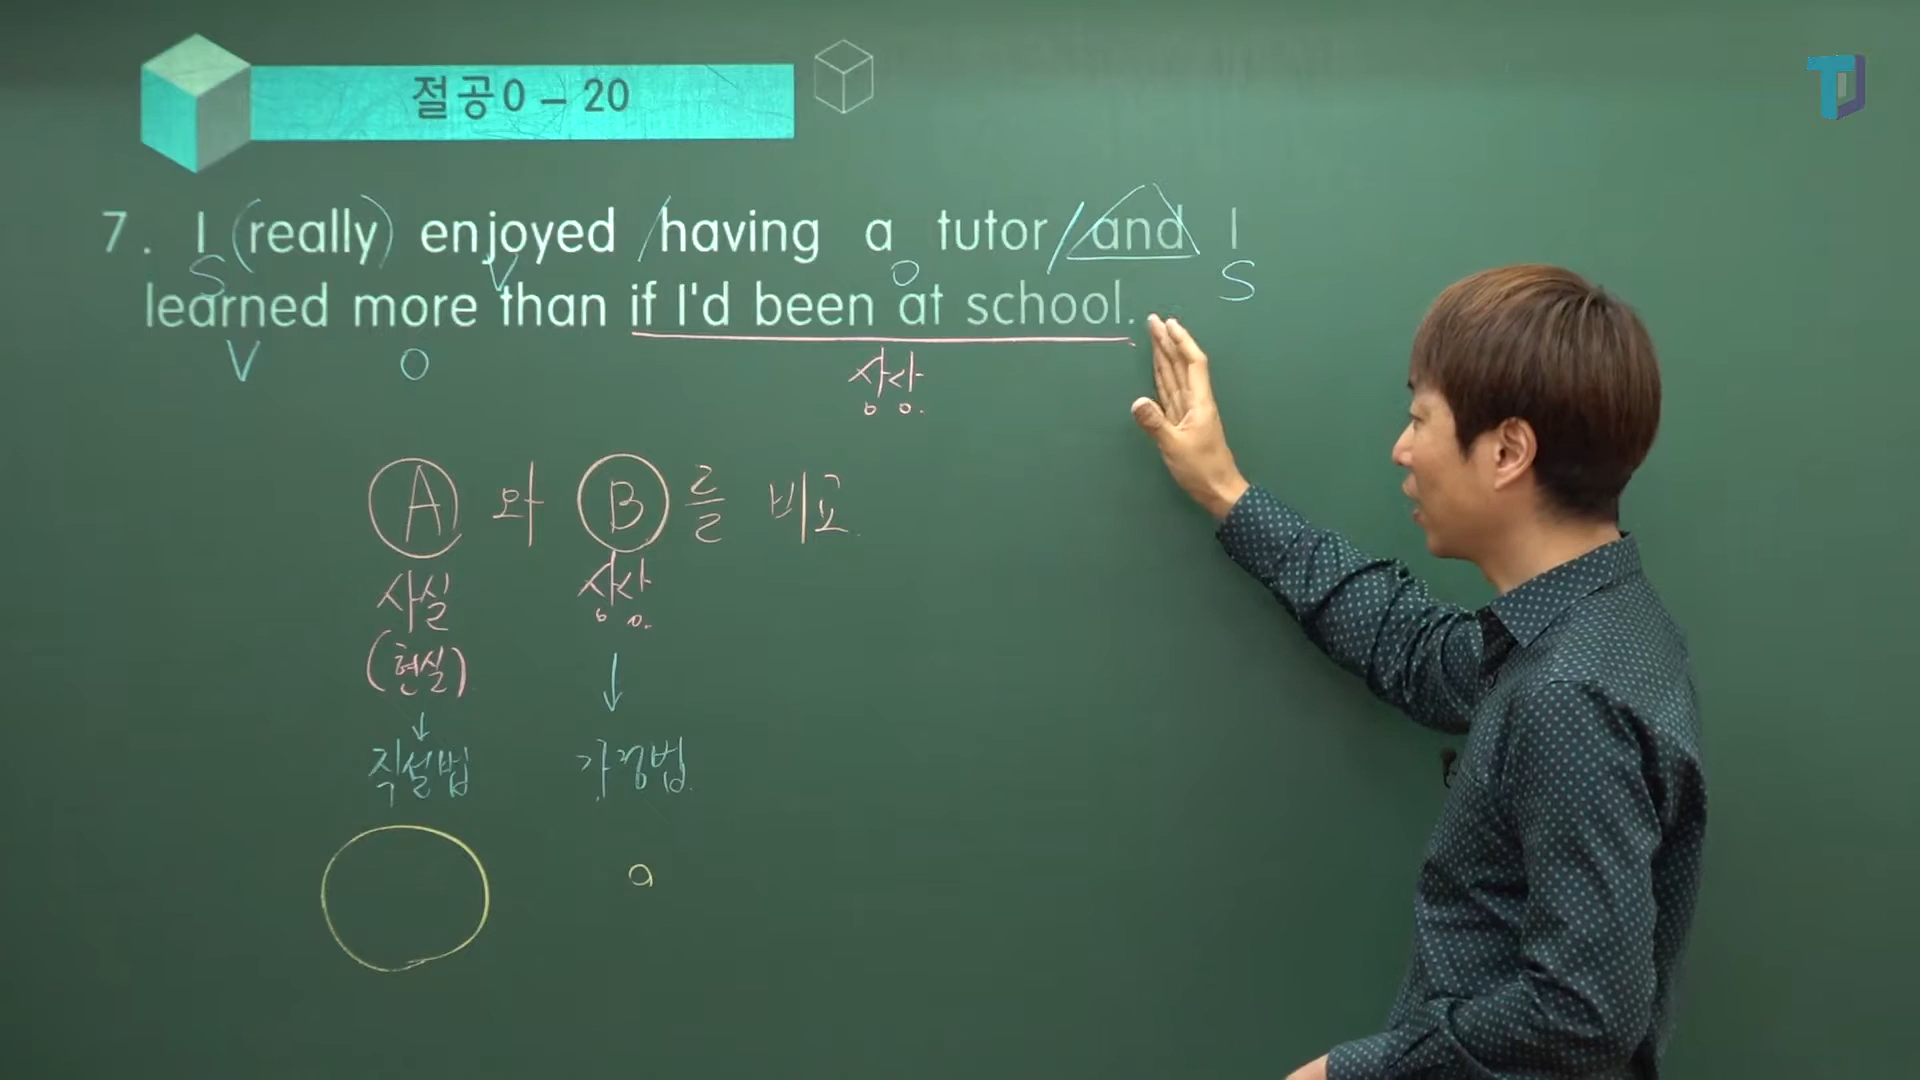 절공0 – 20
7. I (really) enjoyed / having a tutor / and I
S V O S
learned more than if I'd been at school.
V O 상상.
A 와 B 를 비교.
사실 상상.
(현실)
↓ ↓
직설법 가정법.